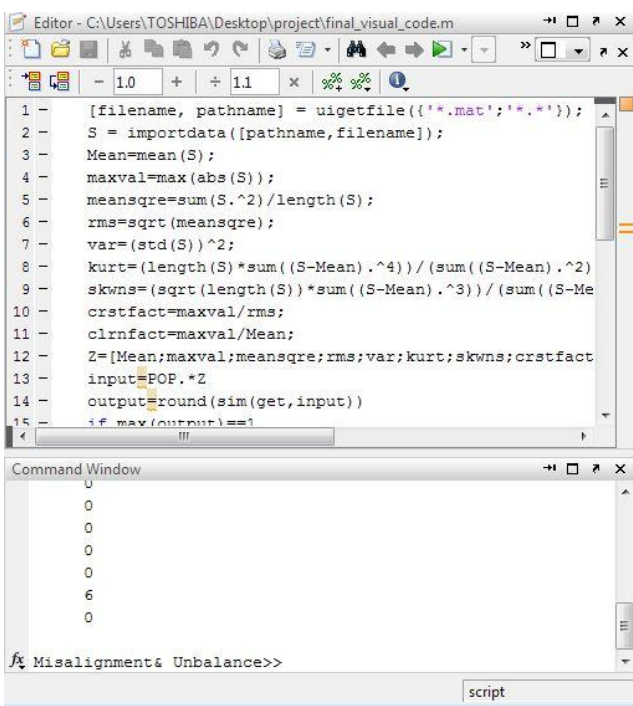 Editor - C:\Users\TOSHIBA\Desktop\project\final_visual_code.m
- 1.0 + ÷ 1.1 ×
1 - [filename, pathname] = uigetfile({'*.mat';'*.*'});
2 - S = importdata([pathname,filename]);
3 - Mean=mean(S);
4 - maxval=max(abs(S));
5 - meansqre=sum(S.^2)/length(S);
6 - rms=sqrt(meansqre);
7 - var=(std(S))^2;
8 - kurt=(length(S)*sum((S-Mean).^4))/(sum((S-Mean).^2)
9 - skwns=(sqrt(length(S))*sum((S-Mean).^3))/(sum((S-Me
10 - crstfact=maxval/rms;
11 - clrnfact=maxval/Mean;
12 - Z=[Mean;maxval;meansqre;rms;var;kurt;skwns;crstfact
13 - input=POP.*Z
14 - output=round(sim(get,input))
15 - if max(output)==1
Command Window
0
0
0
0
0
6
0
fx Misalignment& Unbalance>>
script